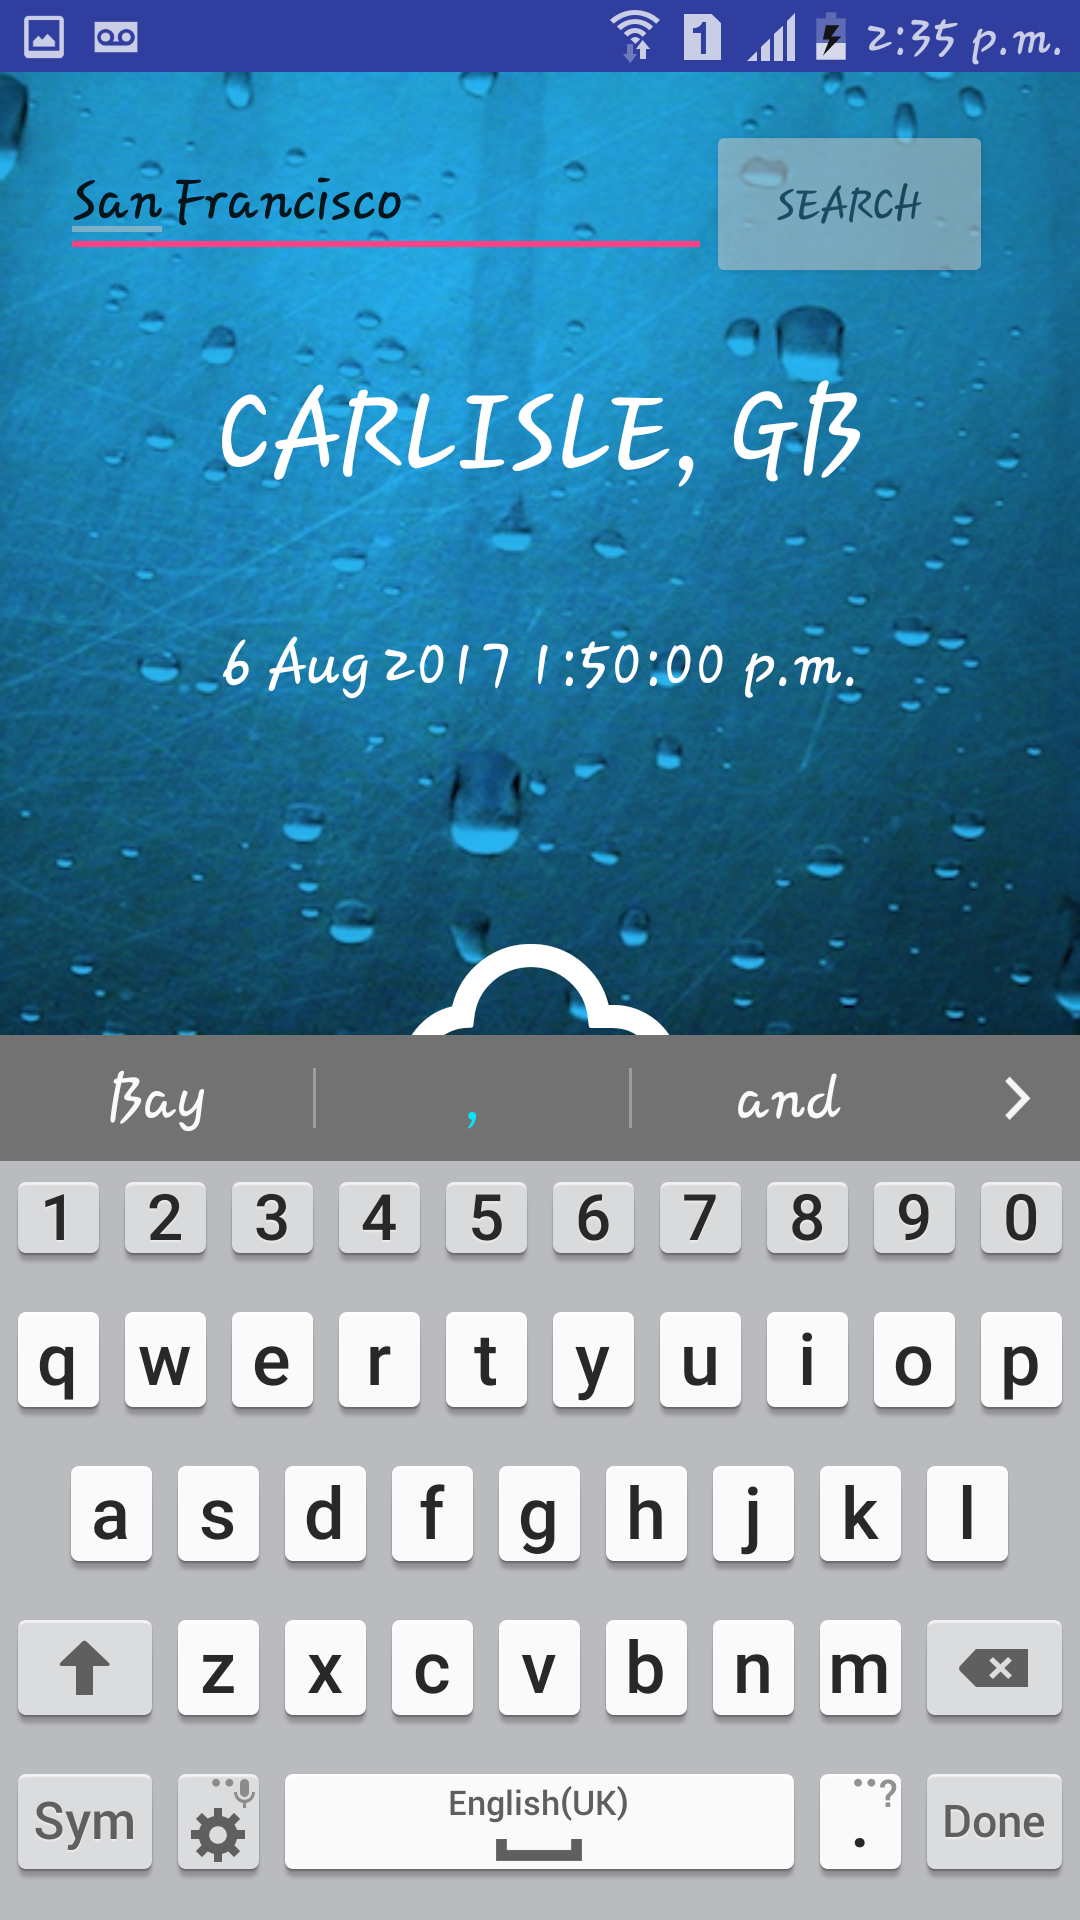 1 2:35 p.m.
San Francisco
SEARCH
CARLISLE, GB
6 Aug 2017 1:50:00 p.m.
Bay , and
1 2 3 4 5 6 7 8 9 0
q w e r t y u i o p
a s d f g h j k l
z x c v b n m
Sym English(UK) . ? Done